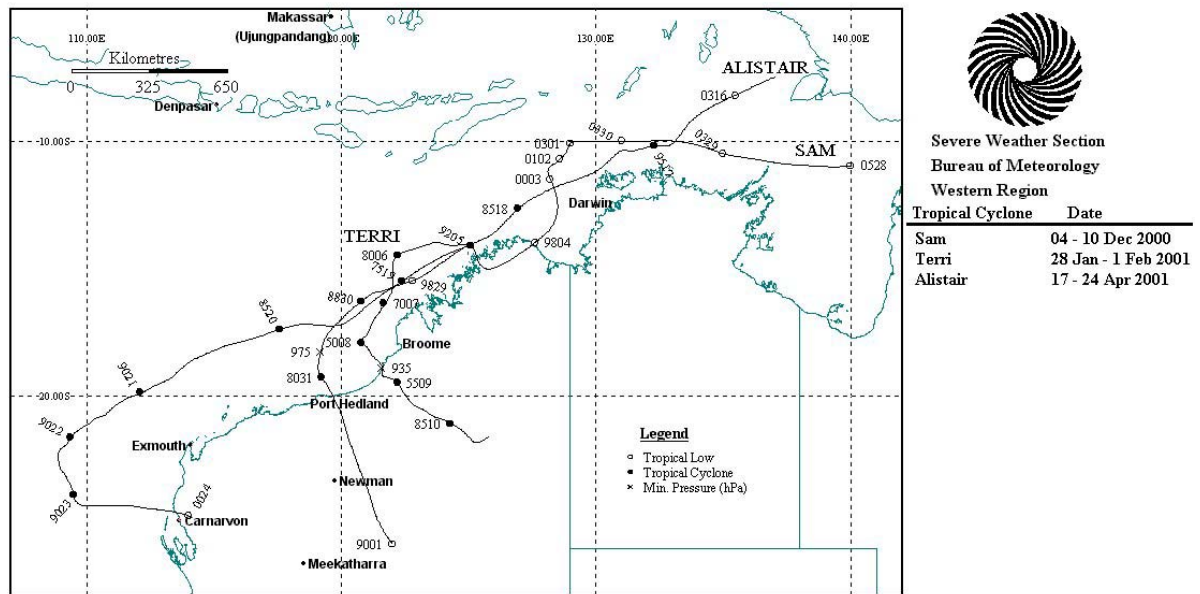 Makassar
(Ujungpandang)
110.00E
120.00E
130.00E
140.00E
Kilometres
0 325 650
Denpasar
ALISTAIR
0316
10.00S
0301
0330
0329
SAM
0528
0102
0003
8518
Darwin
TERRI
9205
9804
8006
7519
9829
8830
7007
8520
5008
Broome
975
935
8031
5509
9021
20.00S
Port Hedland
8510
9022
Exmouth
Newman
9023
0024
Carnarvon
9001
Meekatharra
Legend
Tropical Low
Tropical Cyclone
Min. Pressure (hPa)
Severe Weather Section
Bureau of Meteorology
Western Region
Tropical Cyclone Date
Sam 04 - 10 Dec 2000
Terri 28 Jan - 1 Feb 2001
Alistair 17 - 24 Apr 2001